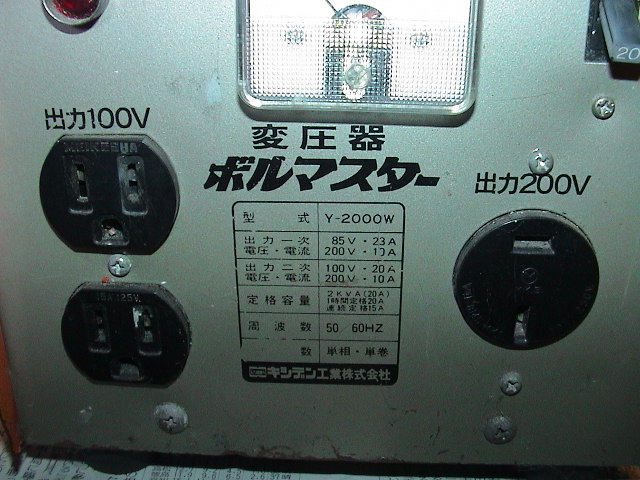 20
出力100V
変圧器
ボルマスター
出力200V
型式 Y-2000W
出力一次 85V・23A
電圧・電流 200V・10A
出力二次 100V・20A
電圧・電流 200V・10A
定格容量 2KVA(20A)
1時間定格20A
連続定格15A
周波数 50 60HZ
数 単相・単巻
キシデン工業株式会社
15A 125V